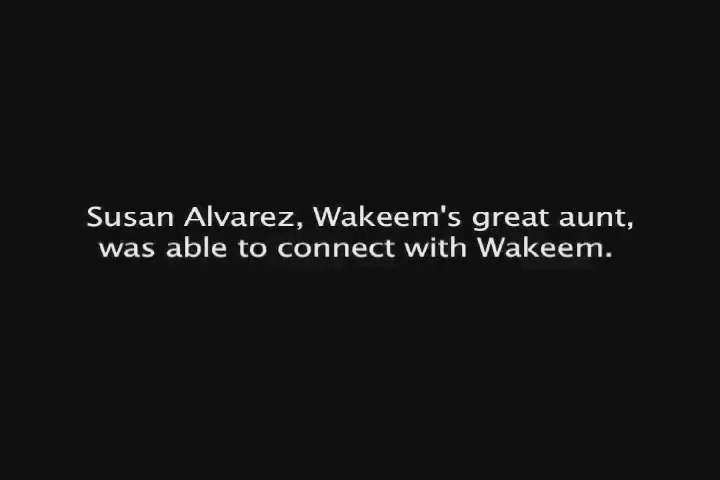 Susan Alvarez, Wakeem's great aunt,
was able to connect with Wakeem.